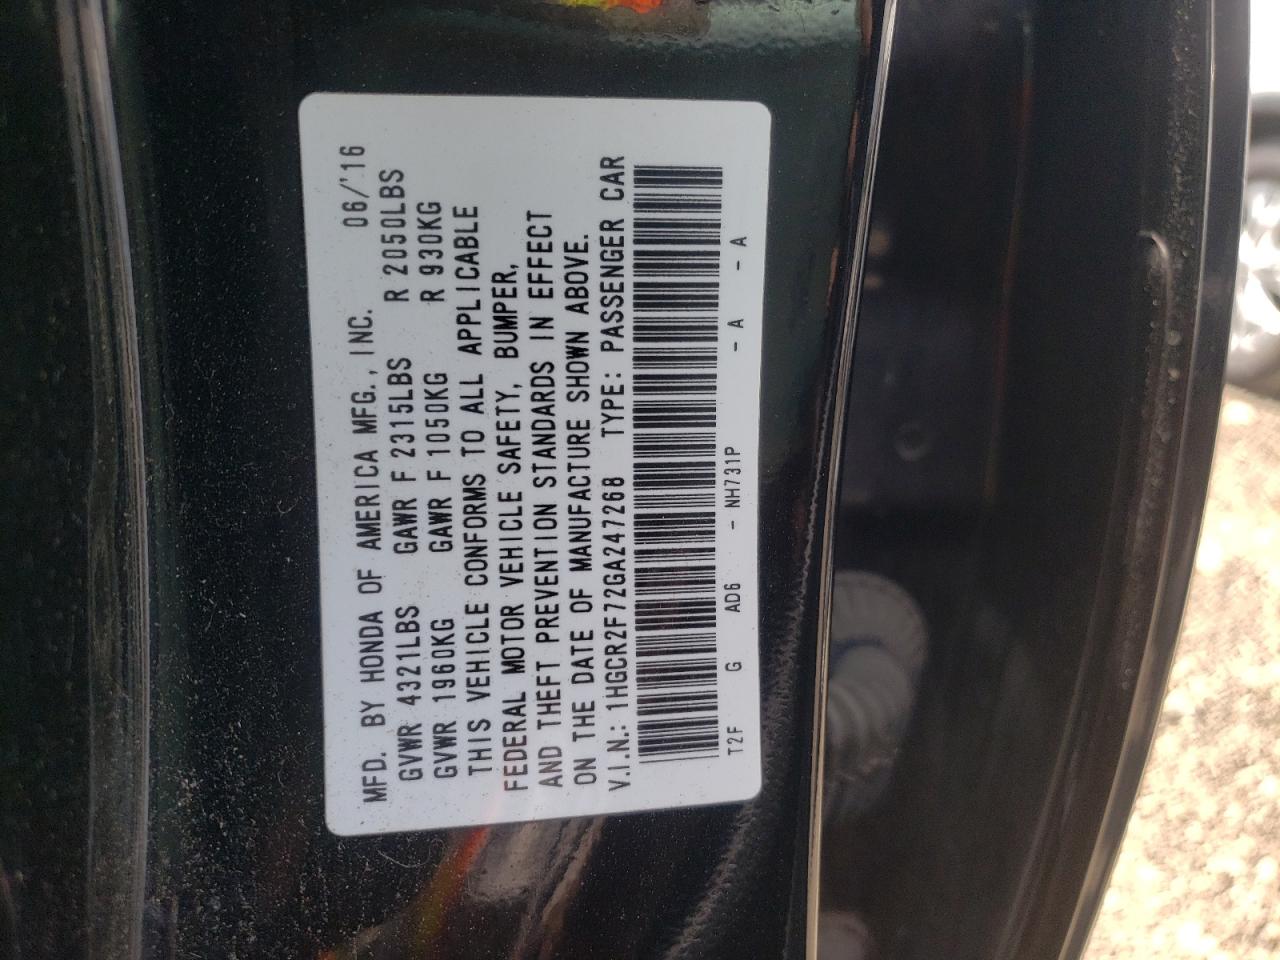 MFD. BY HONDA OF AMERICA MFG., INC. 06/'16
GVWR 4321LBS GAWR F 2315LBS R 2050LBS
GVWR 1960KG GAWR F 1050KG R 930KG
THIS VEHICLE CONFORMS TO ALL APPLICABLE
FEDERAL MOTOR VEHICLE SAFETY, BUMPER,
AND THEFT PREVENTION STANDARDS IN EFFECT
ON THE DATE OF MANUFACTURE SHOWN ABOVE.
V.I.N.: 1HGCR2F72GA247268 TYPE: PASSENGER CAR
T2F G AD6 - NH731P - A - A